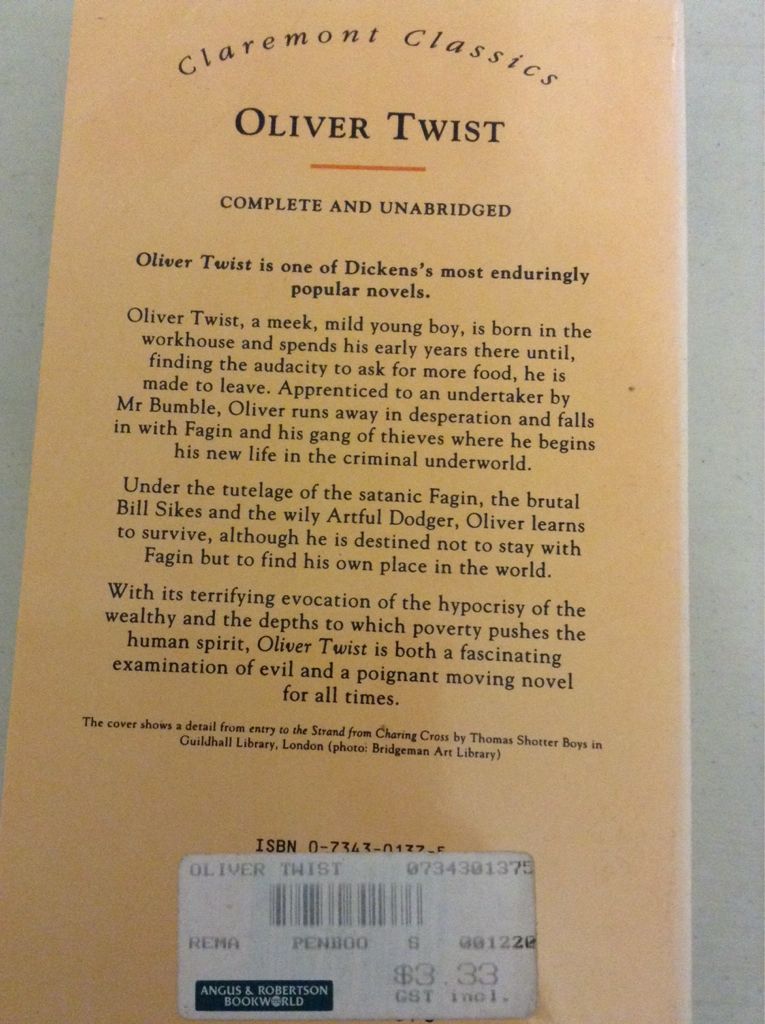 Claremont Classics
OLIVER TWIST
COMPLETE AND UNABRIDGED
Oliver Twist is one of Dickens's most enduringly
popular novels.
Oliver Twist, a meek, mild young boy, is born in the
workhouse and spends his early years there until,
finding the audacity to ask for more food, he is
made to leave. Apprenticed to an undertaker by
Mr Bumble, Oliver runs away in desperation and falls
in with Fagin and his gang of thieves where he begins
his new life in the criminal underworld.
Under the tutelage of the satanic Fagin, the brutal
Bill Sikes and the wily Artful Dodger, Oliver learns
to survive, although he is destined not to stay with
Fagin but to find his own place in the world.
With its terrifying evocation of the hypocrisy of the
wealthy and the depths to which poverty pushes the
human spirit, Oliver Twist is both a fascinating
examination of evil and a poignant moving novel
for all times.
The cover shows a detail from entry to the Strand from Charing Cross by Thomas Shotter Boys in
Guildhall Library, London (photo: Bridgeman Art Library)
ISBN 0-7343-0137-5
OLIVER TWIST 0734301375
REMA PENBOO S 001220
$3.33
GST incl.
ANGUS & ROBERTSON
BOOKWORLD